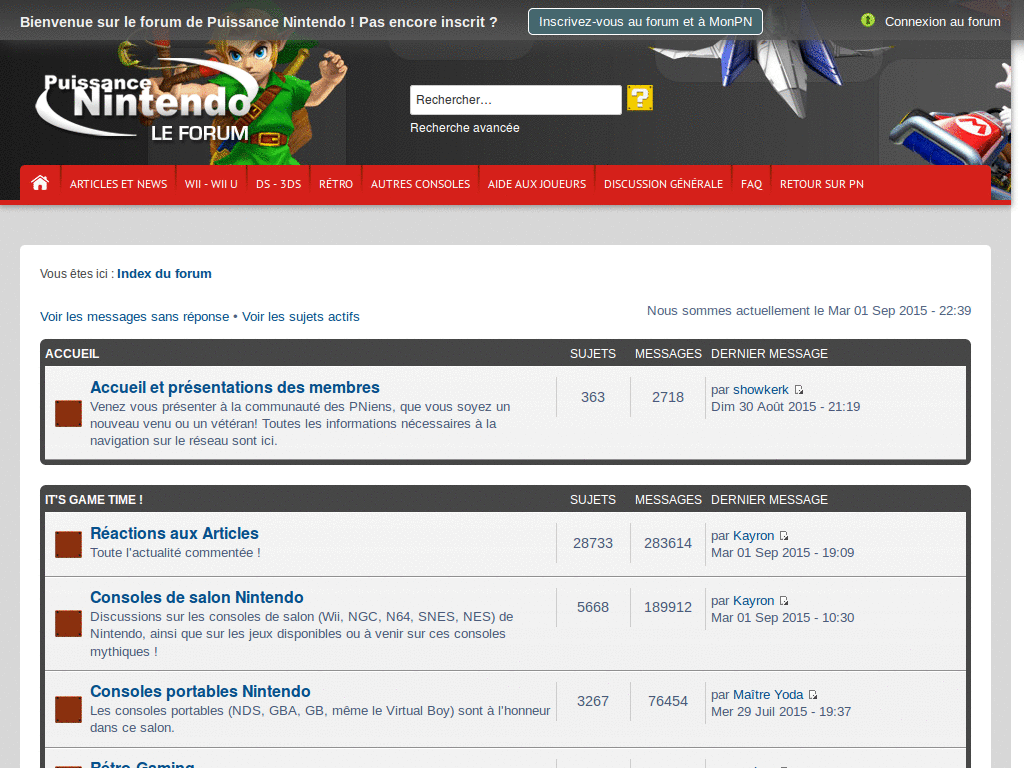 Bienvenue sur le forum de Puissance Nintendo ! Pas encore inscrit ? Inscrivez-vous au forum et à MonPN Connexion au forum
Puissance
Nintendo
LE FORUM
Rechercher…
Recherche avancée
ARTICLES ET NEWS WII - WII U DS - 3DS RÉTRO AUTRES CONSOLES AIDE AUX JOUEURS DISCUSSION GÉNÉRALE FAQ RETOUR SUR PN
Vous êtes ici : Index du forum
Voir les messages sans réponse • Voir les sujets actifs
Nous sommes actuellement le Mar 01 Sep 2015 - 22:39
ACCUEIL SUJETS MESSAGES DERNIER MESSAGE
Accueil et présentations des membres
Venez vous présenter à la communauté des PNiens, que vous soyez un
nouveau venu ou un vétéran! Toutes les informations nécessaires à la
navigation sur le réseau sont ici.
363 2718
par showkerk
Dim 30 Août 2015 - 21:19
IT'S GAME TIME ! SUJETS MESSAGES DERNIER MESSAGE
Réactions aux Articles
Toute l'actualité commentée !
28733 283614
par Kayron
Mar 01 Sep 2015 - 19:09
Consoles de salon Nintendo
Discussions sur les consoles de salon (Wii, NGC, N64, SNES, NES) de
Nintendo, ainsi que sur les jeux disponibles ou à venir sur ces consoles
mythiques !
5668 189912
par Kayron
Mar 01 Sep 2015 - 10:30
Consoles portables Nintendo
Les consoles portables (NDS, GBA, GB, même le Virtual Boy) sont à l'honneur
dans ce salon.
3267 76454
par Maître Yoda
Mer 29 Juil 2015 - 19:37
Rétro Gaming